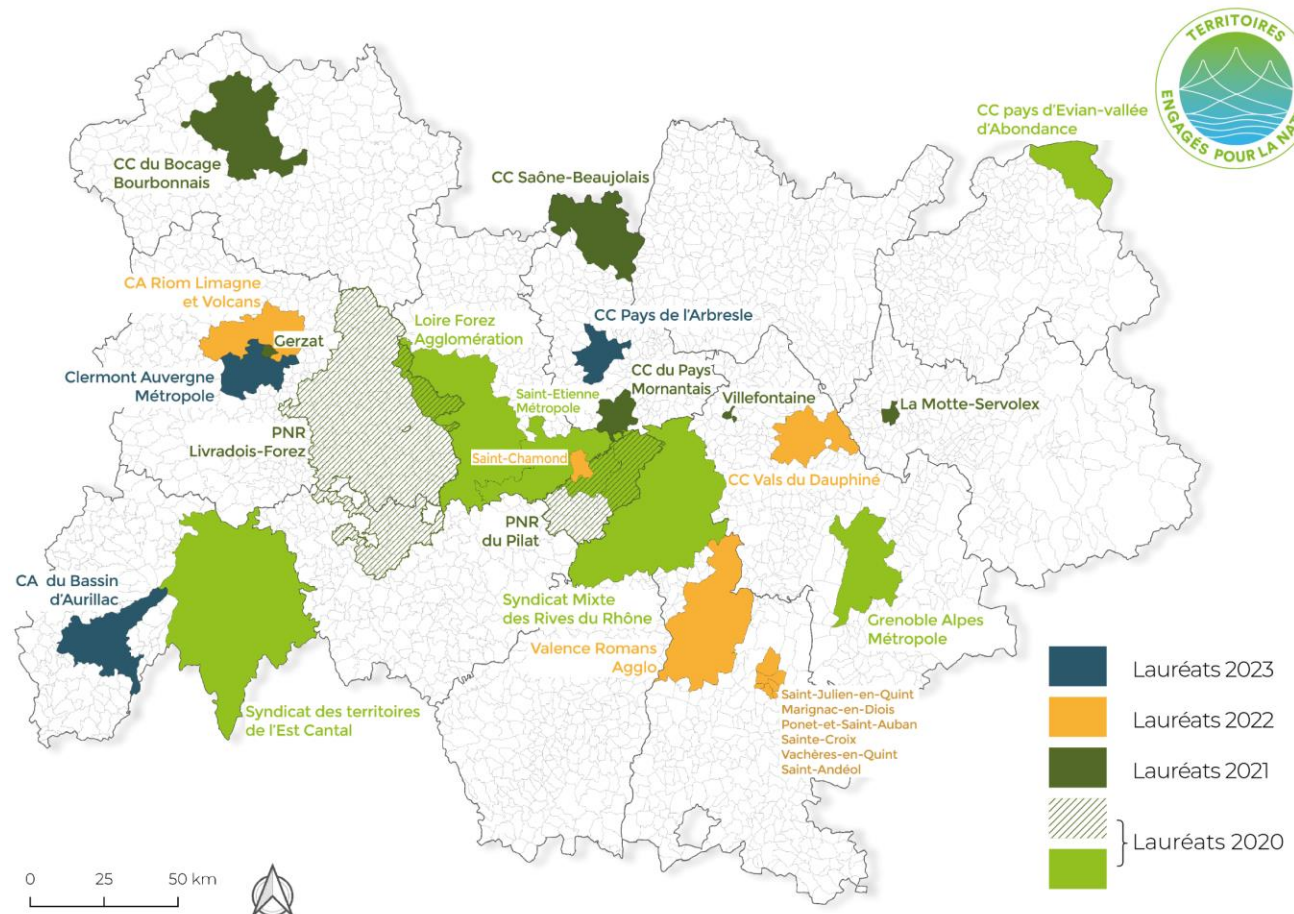 TERRITOIRES
ENGAGÉS POUR LA
CC pays d'Evian-vallée
d'Abondance
CC du Bocage
Bourbonnais
CC Saône-Beaujolais
CA Riom Limagne
et Volcans
Gerzat
Clermont Auvergne
Métropole
Loire Forez
Agglomération
CC Pays de l'Arbresle
CC du Pays
Mornantais
Saint-Etienne
Métropole
Villefontaine
La Motte-Servolex
PNR
Livradois-Forez
Saint-Chamond
CC Vals du Dauphiné
PNR
du Pilat
CA du Bassin
d'Aurillac
Syndicat Mixte
des Rives du Rhône
Grenoble Alpes
Métropole
Valence Romans
Agglo
Syndicat des territoires
de l'Est Cantal
Saint-Julien-en-Quint
Marignac-en-Diois
Ponet-et-Saint-Auban
Sainte-Croix
Vachères-en-Quint
Saint-Andéol
Lauréats 2023
Lauréats 2022
Lauréats 2021
Lauréats 2020
0 25 50 km